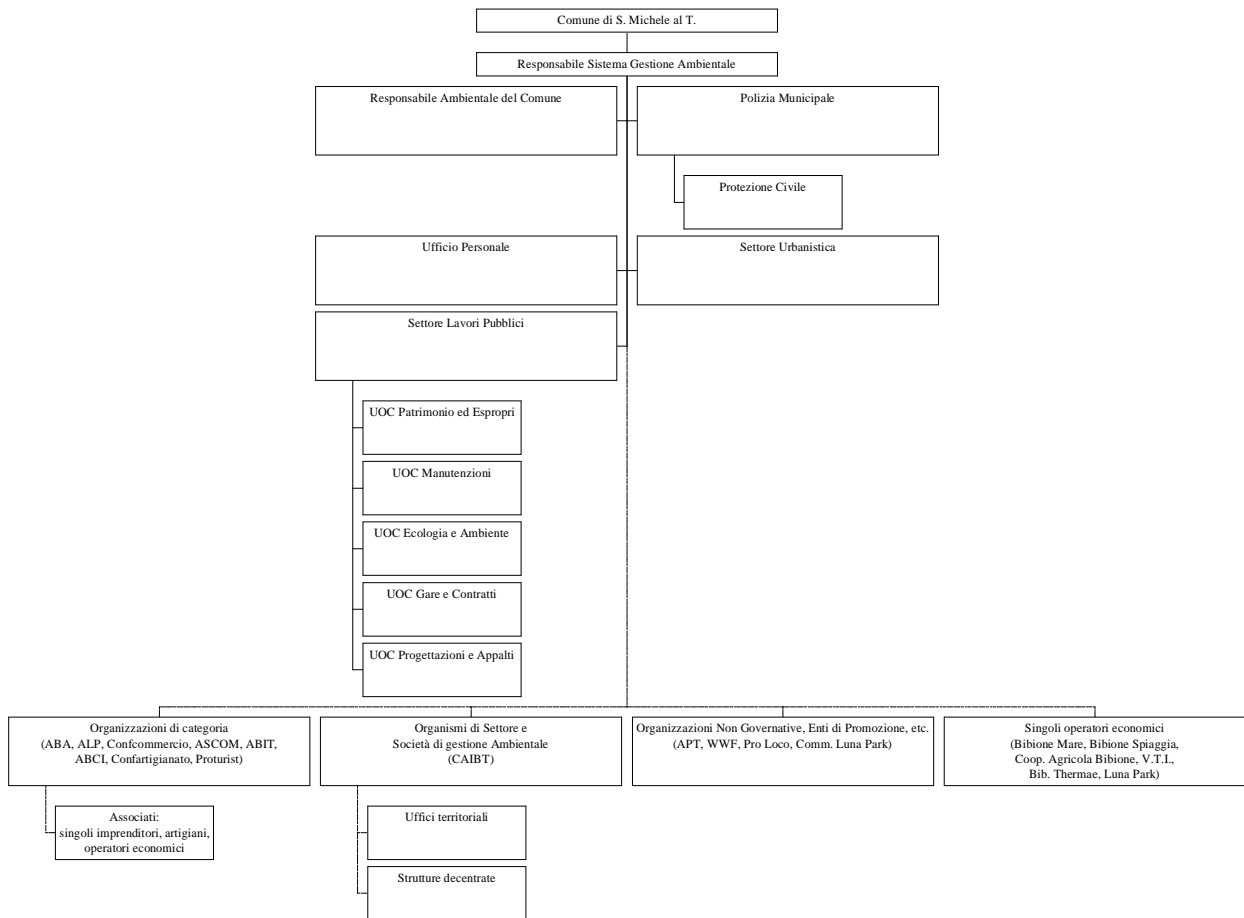 Comune di S. Michele al T.
Responsabile Sistema Gestione Ambientale
Responsabile Ambientale del Comune
Polizia Municipale
Protezione Civile
Ufficio Personale
Settore Urbanistica
Settore Lavori Pubblici
UOC Patrimonio ed Espropri
UOC Manutenzioni
UOC Ecologia e Ambiente
UOC Gare e Contratti
UOC Progettazioni e Appalti
Organizzazioni di categoria
(ABA, ALP, Confcommercio, ASCOM, ABIT,
ABCI, Confartigianato, Proturist)
Associati:
singoli imprenditori, artigiani,
operatori economici
Organismi di Settore e
Società di gestione Ambientale
(CAIBT)
Uffici territoriali
Strutture decentrate
Organizzazioni Non Governative, Enti di Promozione, etc.
(APT, WWF, Pro Loco, Comm. Luna Park)
Singoli operatori economici
(Bibione Mare, Bibione Spiaggia,
Coop. Agricola Bibione, V.T.I.,
Bib. Thermae, Luna Park)